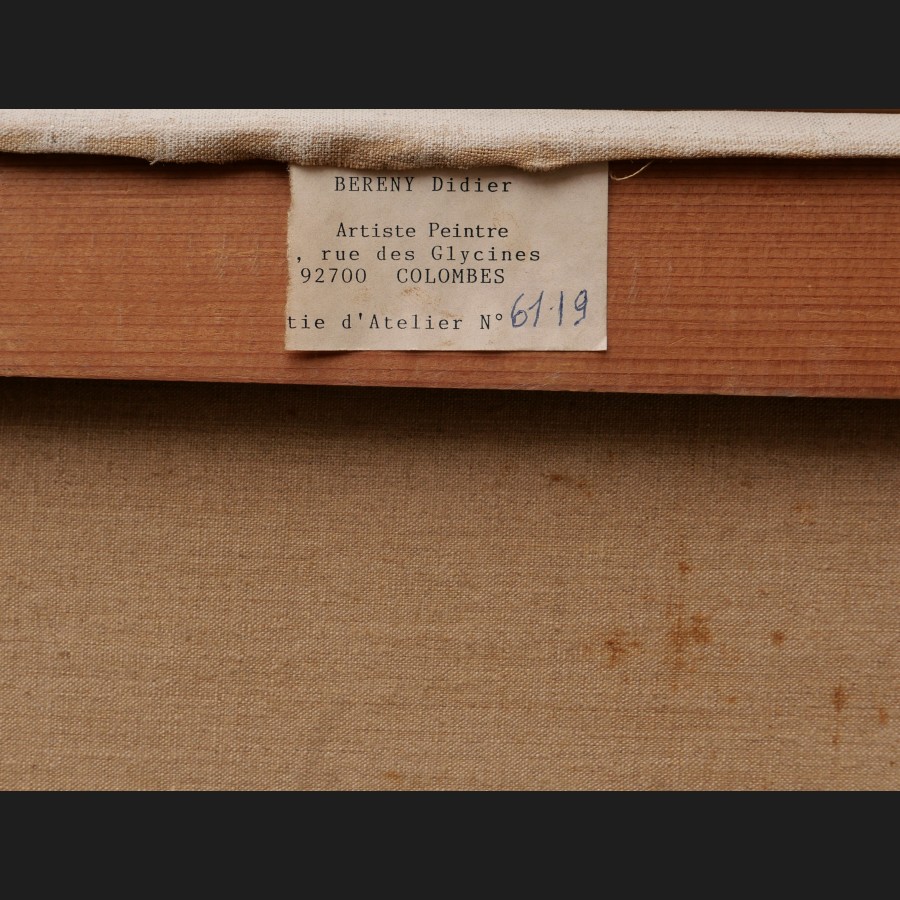 BERENY Didier
Artiste Peintre
, rue des Glycines
92700 COLOMBES
tie d'Atelier N° 61.19